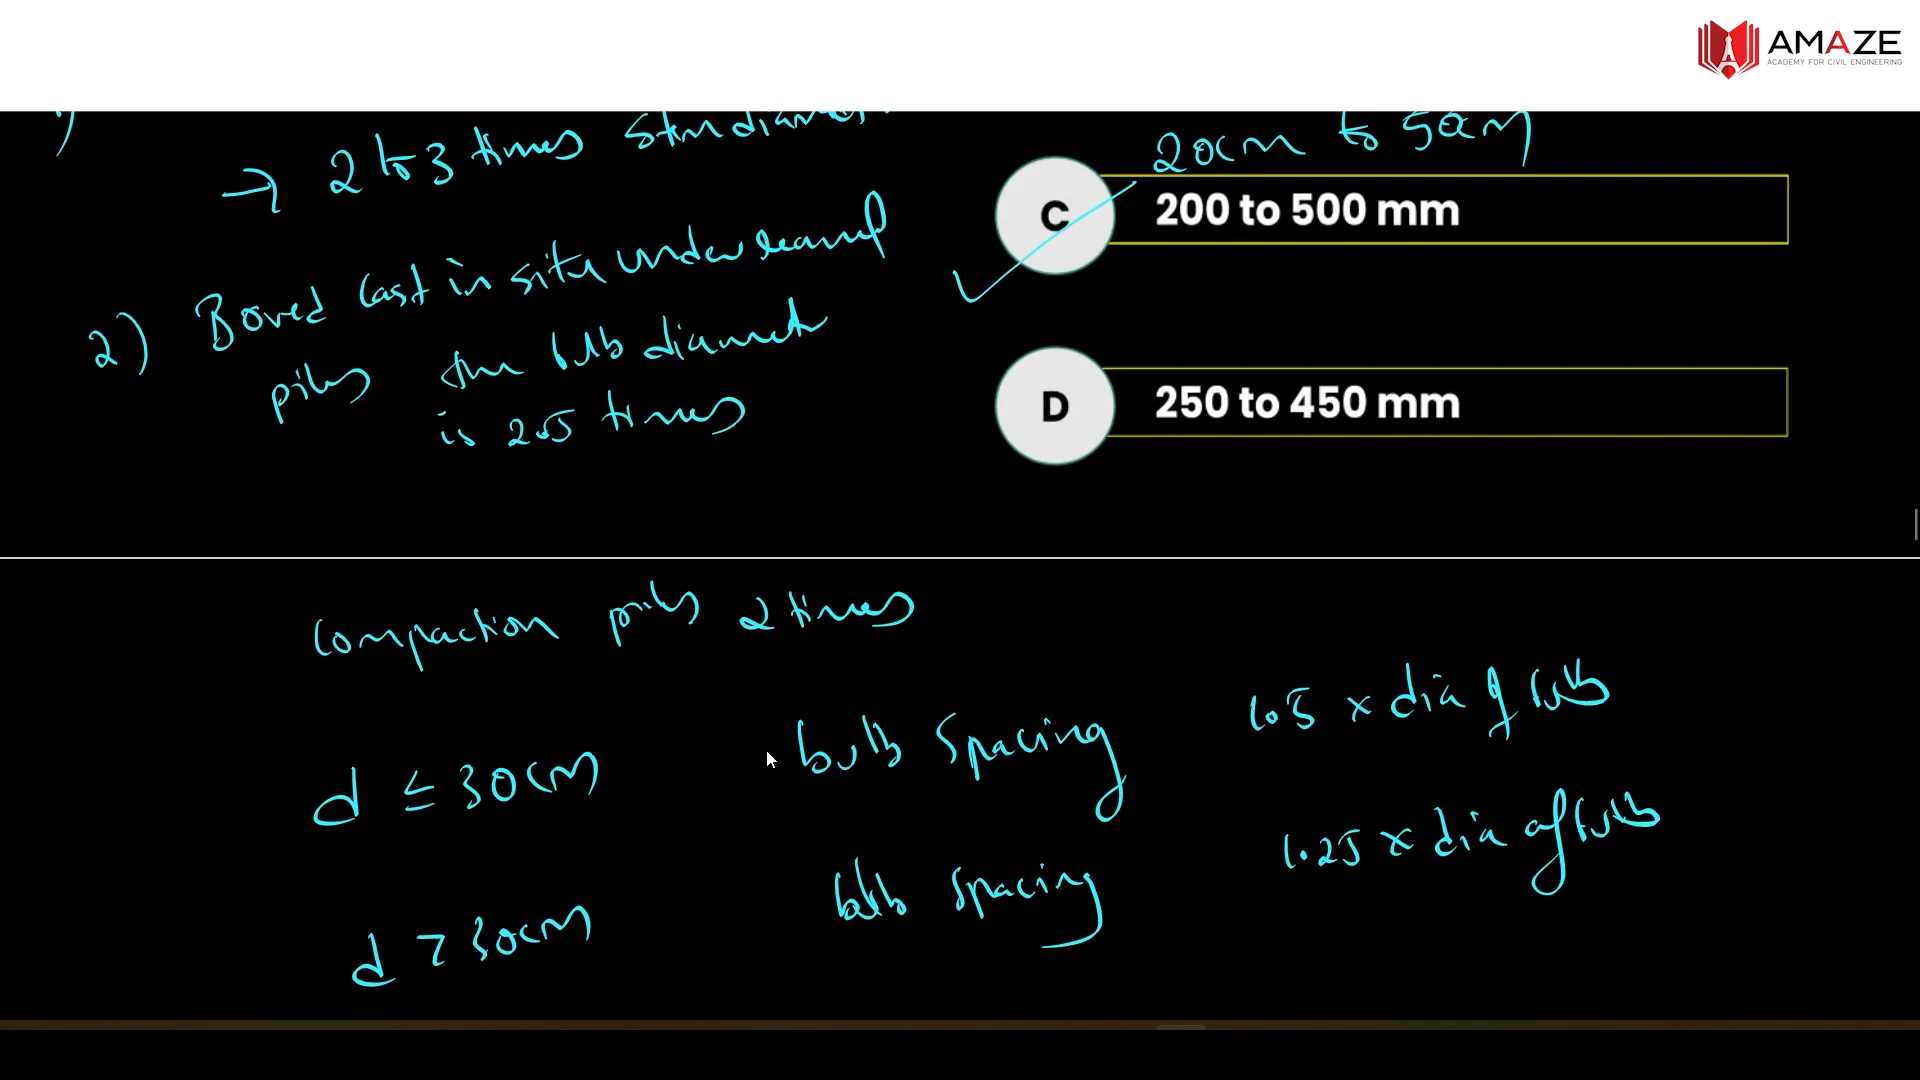 AMAZE
ACADEMY FOR CIVIL ENGINEERING
1)
→ 2 to 3 times stem diamet
2) Bored cast in situ under reamed
piles the bulb diameter
is 2.5 times
20cm to 50cm
C 200 to 500 mm
D 250 to 450 mm
Compaction piles 2 times
d ≤ 30cm bulb spacing 1.5 × dia of bulb
d > 30cm bulb spacing 1.25 × dia of bulb